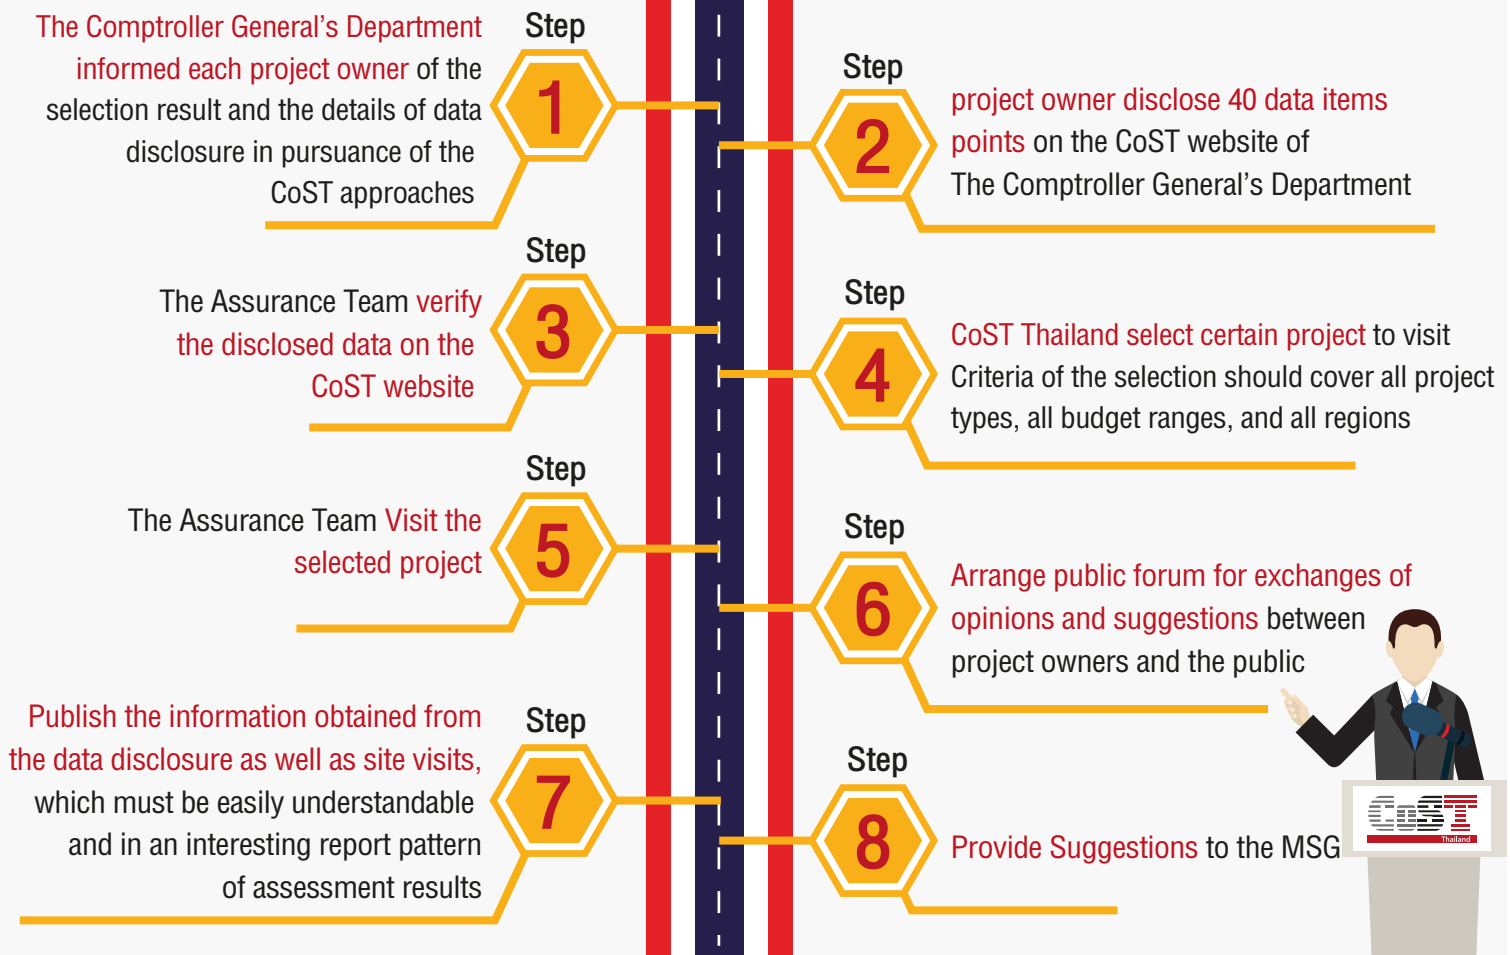 Step
1
The Comptroller General's Department
informed each project owner of the
selection result and the details of data
disclosure in pursuance of the
CoST approaches
Step
2
project owner disclose 40 data items
points on the CoST website of
The Comptroller General's Department
Step
3
The Assurance Team verify
the disclosed data on the
CoST website
Step
4
CoST Thailand select certain project to visit
Criteria of the selection should cover all project
types, all budget ranges, and all regions
Step
5
The Assurance Team Visit the
selected project
Step
6
Arrange public forum for exchanges of
opinions and suggestions between
project owners and the public
Step
7
Publish the information obtained from
the data disclosure as well as site visits,
which must be easily understandable
and in an interesting report pattern
of assessment results
Step
8
Provide Suggestions to the MSG
CoST
Thailand